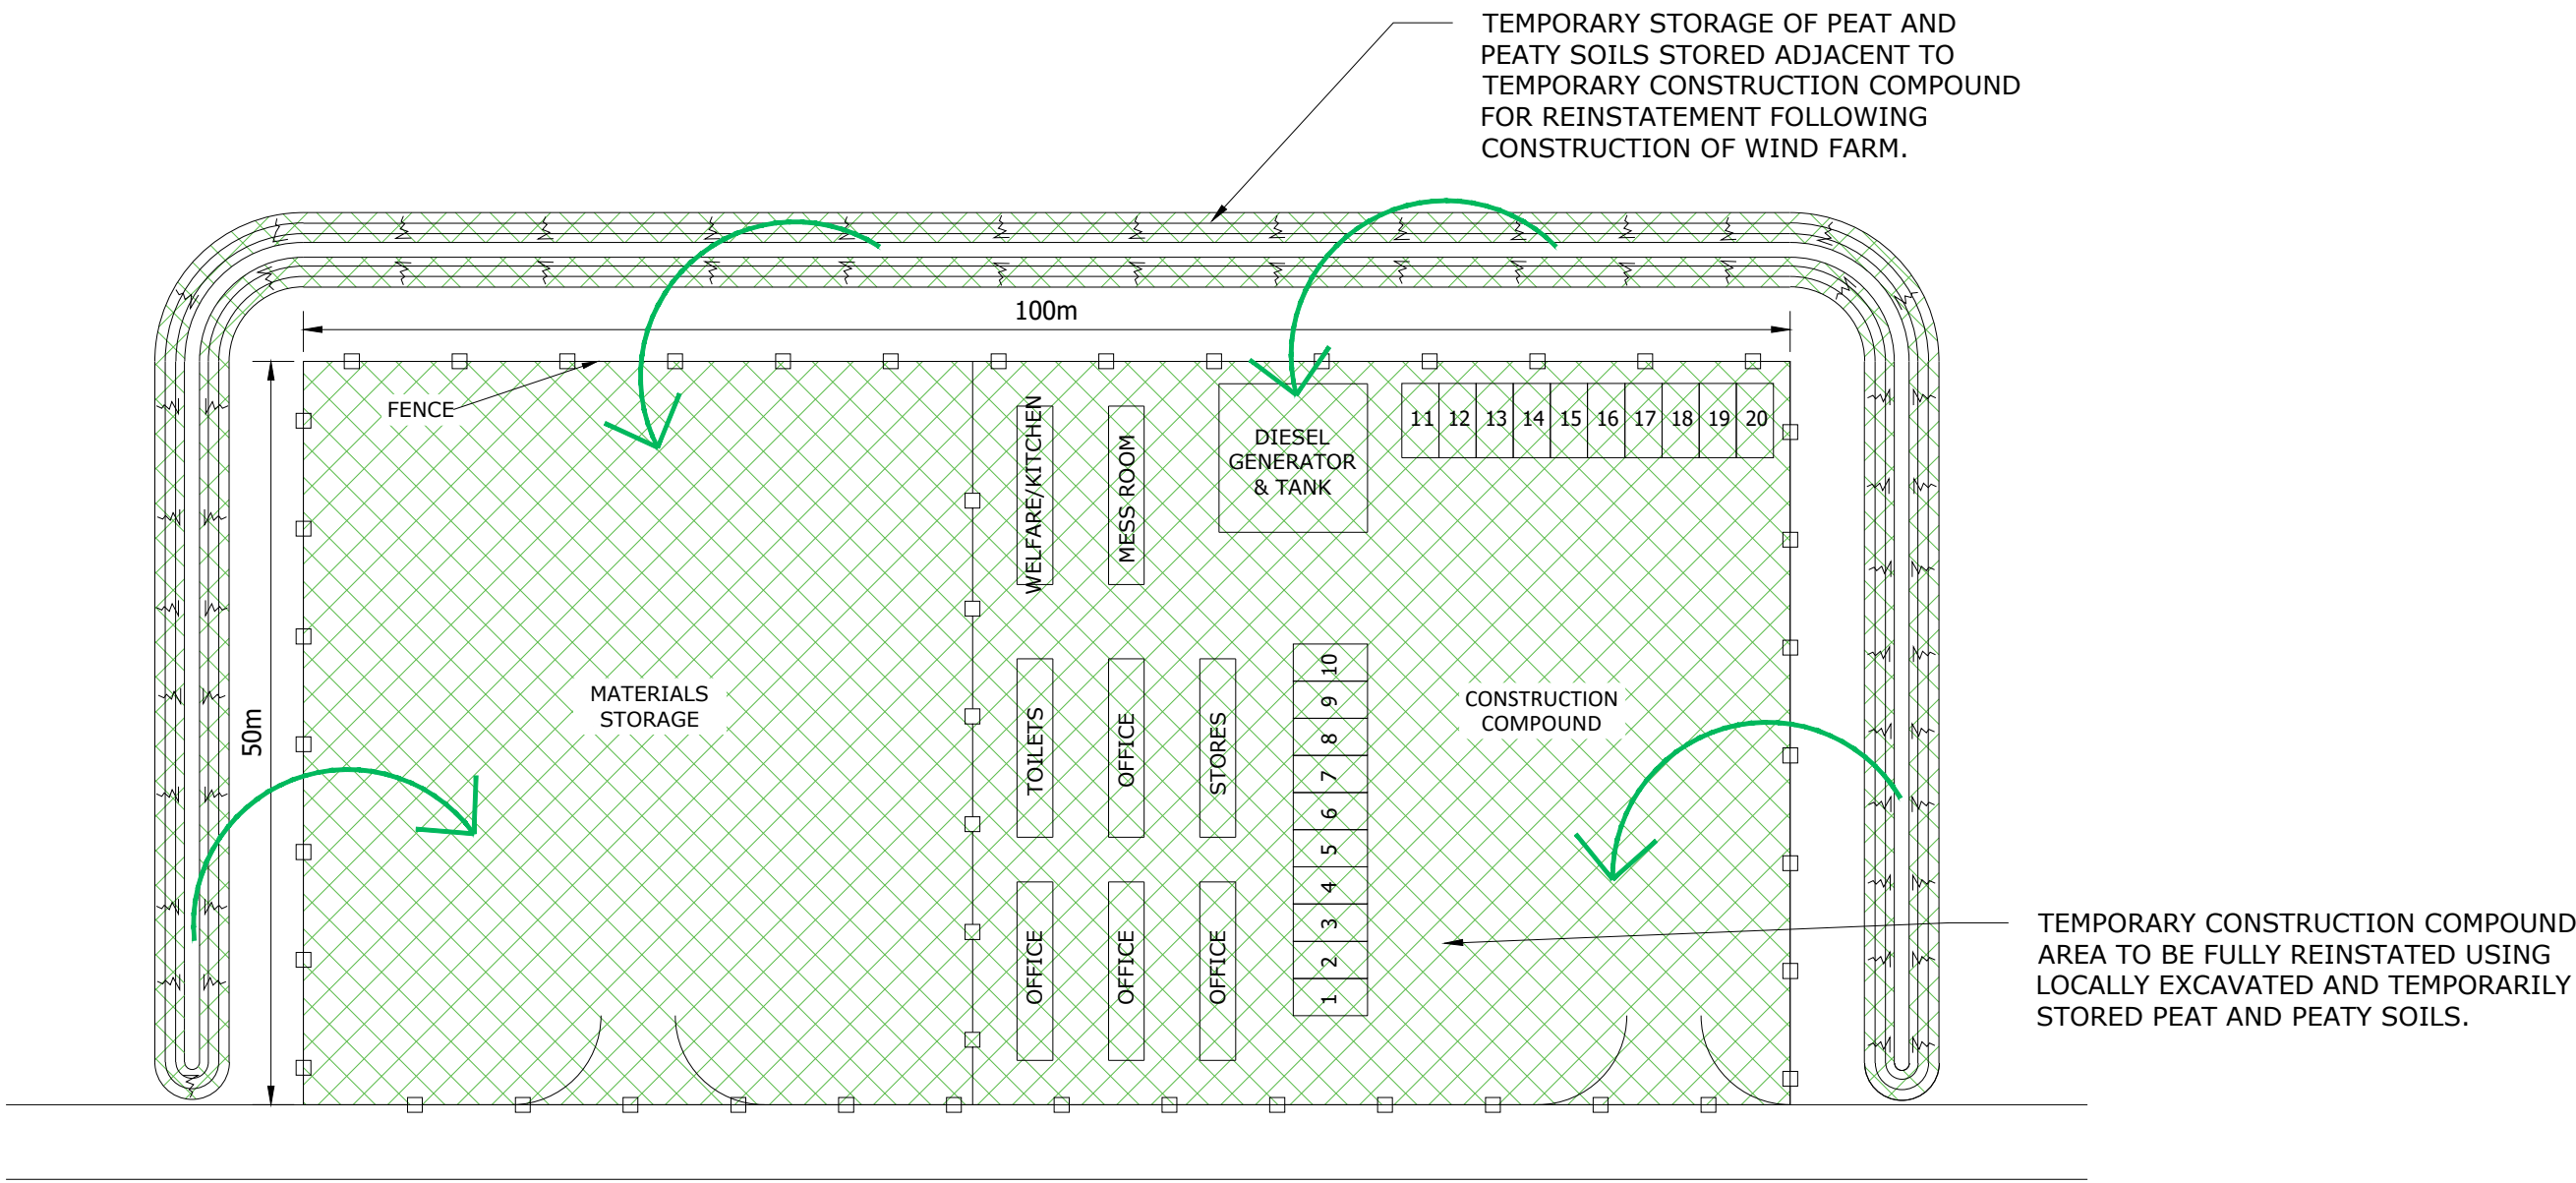 TEMPORARY STORAGE OF PEAT AND
PEATY SOILS STORED ADJACENT TO
TEMPORARY CONSTRUCTION COMPOUND
FOR REINSTATEMENT FOLLOWING
CONSTRUCTION OF WIND FARM.
100m
FENCE
WELFARE/KITCHEN
MESS ROOM
DIESEL
GENERATOR
& TANK
11 12 13 14 15 16 17 18 19 20
50m
MATERIALS
STORAGE
TOILETS
OFFICE
STORES
10
9
8
7
6
5
4
3
2
1
CONSTRUCTION
COMPOUND
OFFICE
OFFICE
OFFICE
TEMPORARY CONSTRUCTION COMPOUND
AREA TO BE FULLY REINSTATED USING
LOCALLY EXCAVATED AND TEMPORARILY
STORED PEAT AND PEATY SOILS.